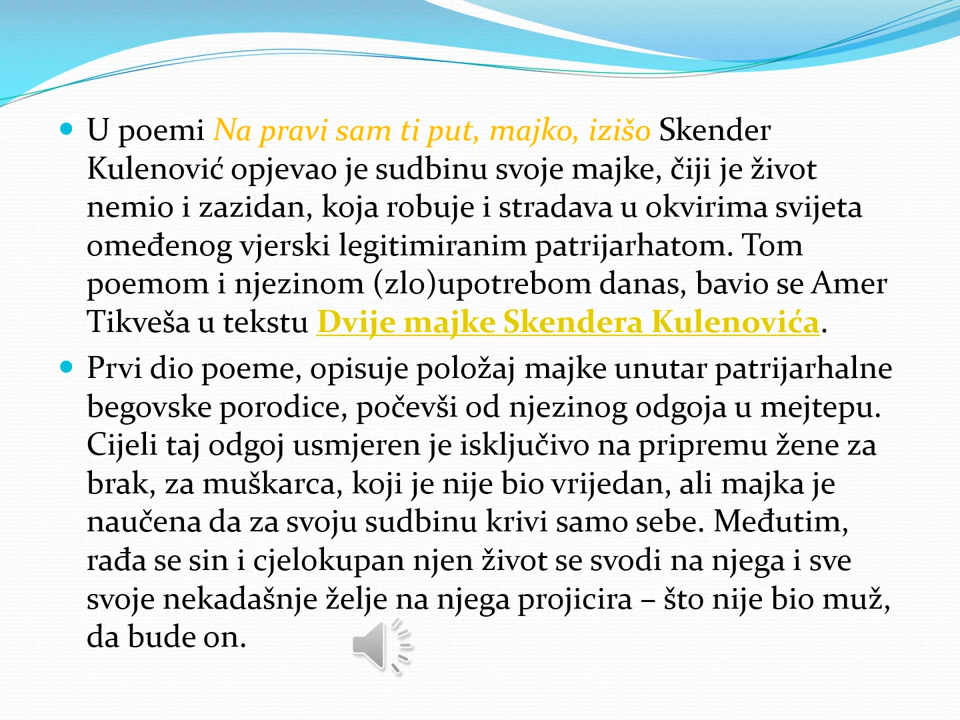 U poemi Na pravi sam ti put, majko, izišo Skender
Kulenović opjevao je sudbinu svoje majke, čiji je život
nemio i zazidan, koja robuje i stradava u okvirima svijeta
omeđenog vjerski legitimiranim patrijarhatom. Tom
poemom i njezinom (zlo)upotrebom danas, bavio se Amer
Tikveša u tekstu Dvije majke Skendera Kulenovića.
Prvi dio poeme, opisuje položaj majke unutar patrijarhalne
begovske porodice, počevši od njezinog odgoja u mejtepu.
Cijeli taj odgoj usmjeren je isključivo na pripremu žene za
brak, za muškarca, koji je nije bio vrijedan, ali majka je
naučena da za svoju sudbinu krivi samo sebe. Međutim,
rađa se sin i cjelokupan njen život se svodi na njega i sve
svoje nekadašnje želje na njega projicira – što nije bio muž,
da bude on.